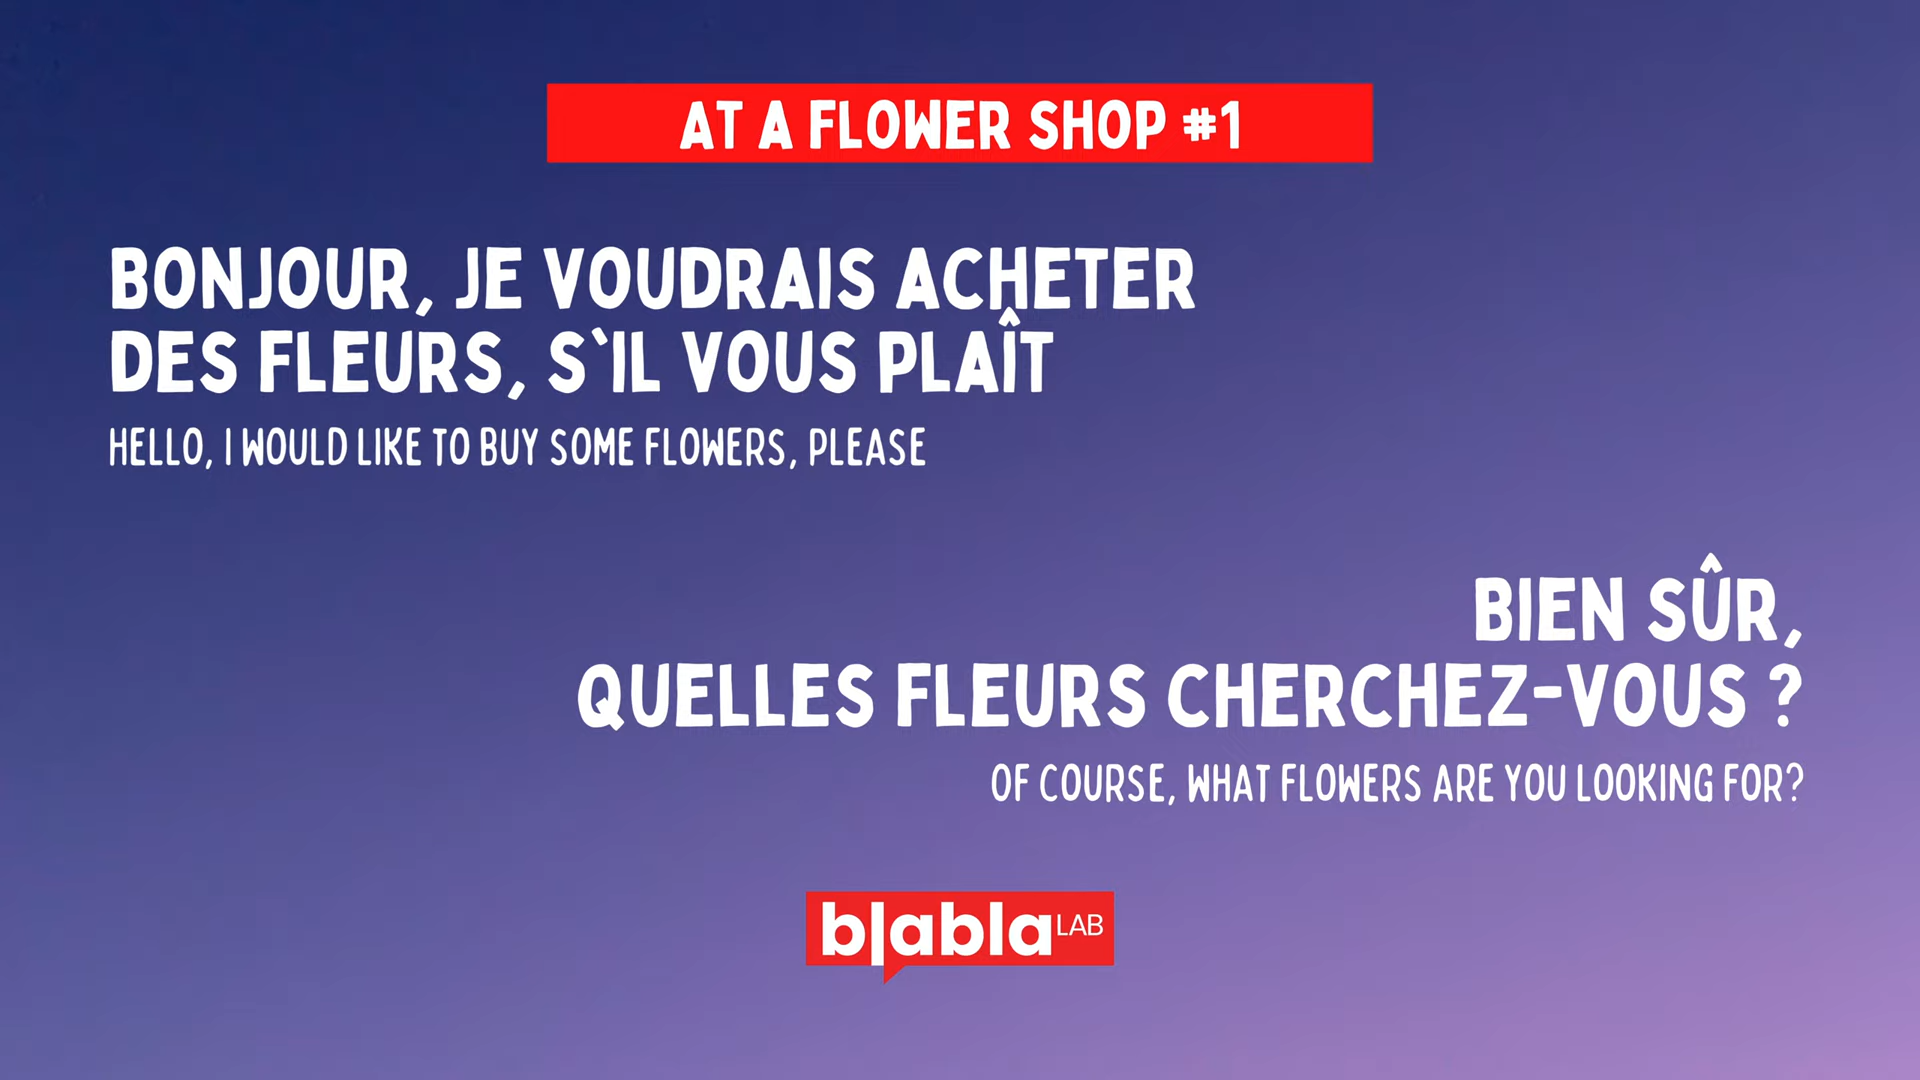 AT A FLOWER SHOP #1
BONJOUR, JE VOUDRAIS ACHETER
DES FLEURS, S`IL VOUS PLAÎT
HELLO, I WOULD LIKE TO BUY SOME FLOWERS, PLEASE
BIEN SÛR,
QUELLES FLEURS CHERCHEZ-VOUS ?
OF COURSE, WHAT FLOWERS ARE YOU LOOKING FOR?
blabla LAB